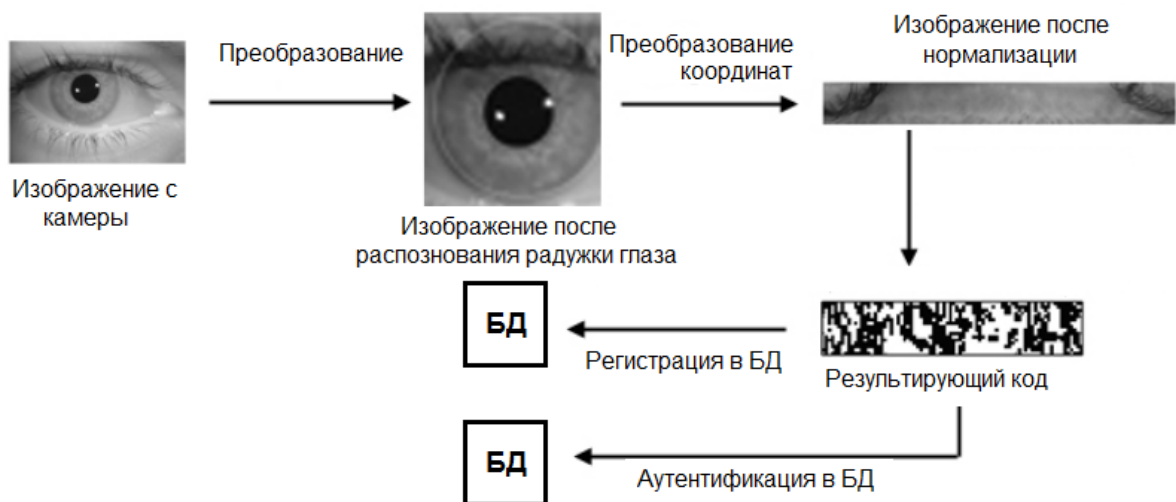 Преобразование
Изображение с
камеры
Изображение после
распознования радужки глаза
Преобразование
координат
Изображение после
нормализации
Результирующий код
Регистрация в БД
БД
Аутентификация в БД
БД